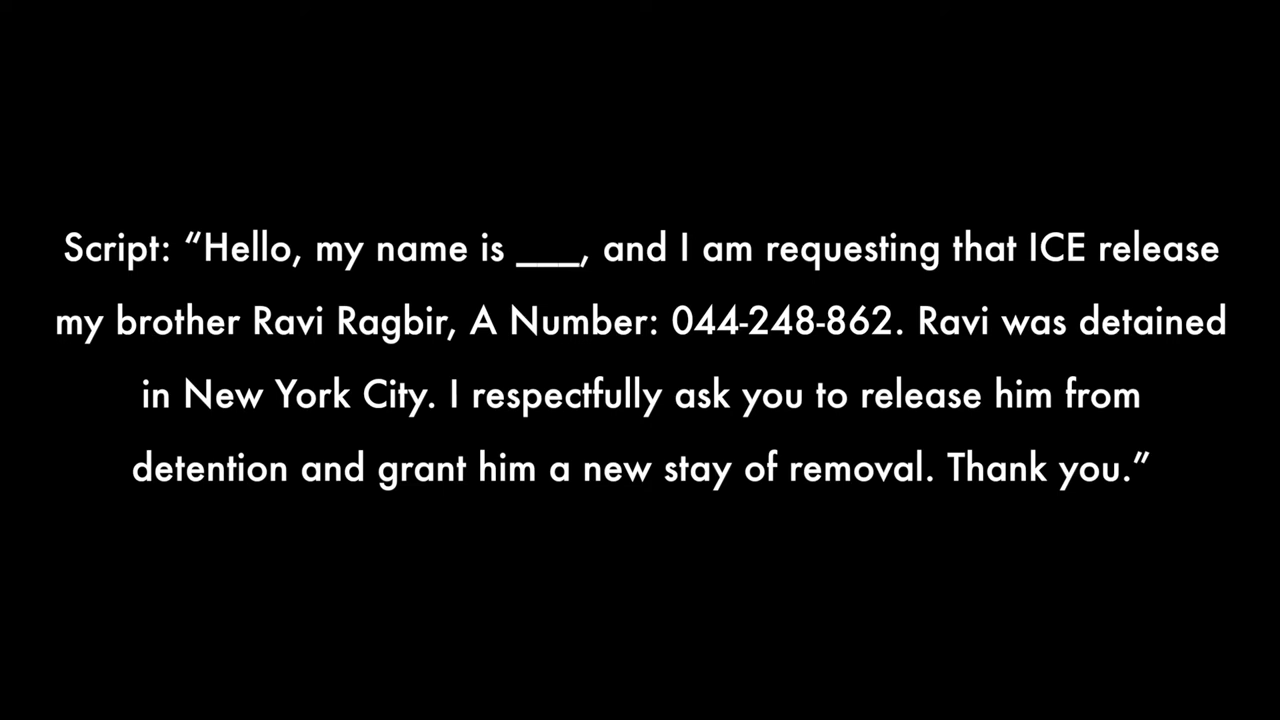 Script: “Hello, my name is ___, and I am requesting that ICE release
my brother Ravi Ragbir, A Number: 044-248-862. Ravi was detained
in New York City. I respectfully ask you to release him from
detention and grant him a new stay of removal. Thank you.”